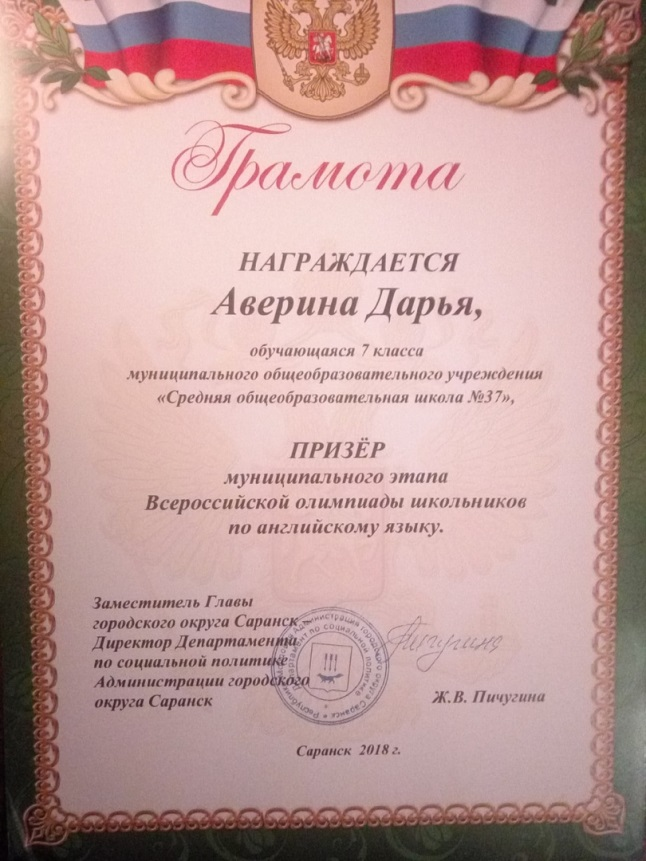 Грамота
НАГРАЖДАЕТСЯ
Аверина Дарья,
обучающаяся 7 класса
муниципального общеобразовательного учреждения
«Средняя общеобразовательная школа №37»,
ПРИЗЁР
муниципального этапа
Всероссийской олимпиады школьников
по английскому языку.
Заместитель Главы
городского округа Саранск
Директор Департамента
по социальной политике
Администрации городского
округа Саранск
Ж.В. Пичугина
Саранск 2018 г.